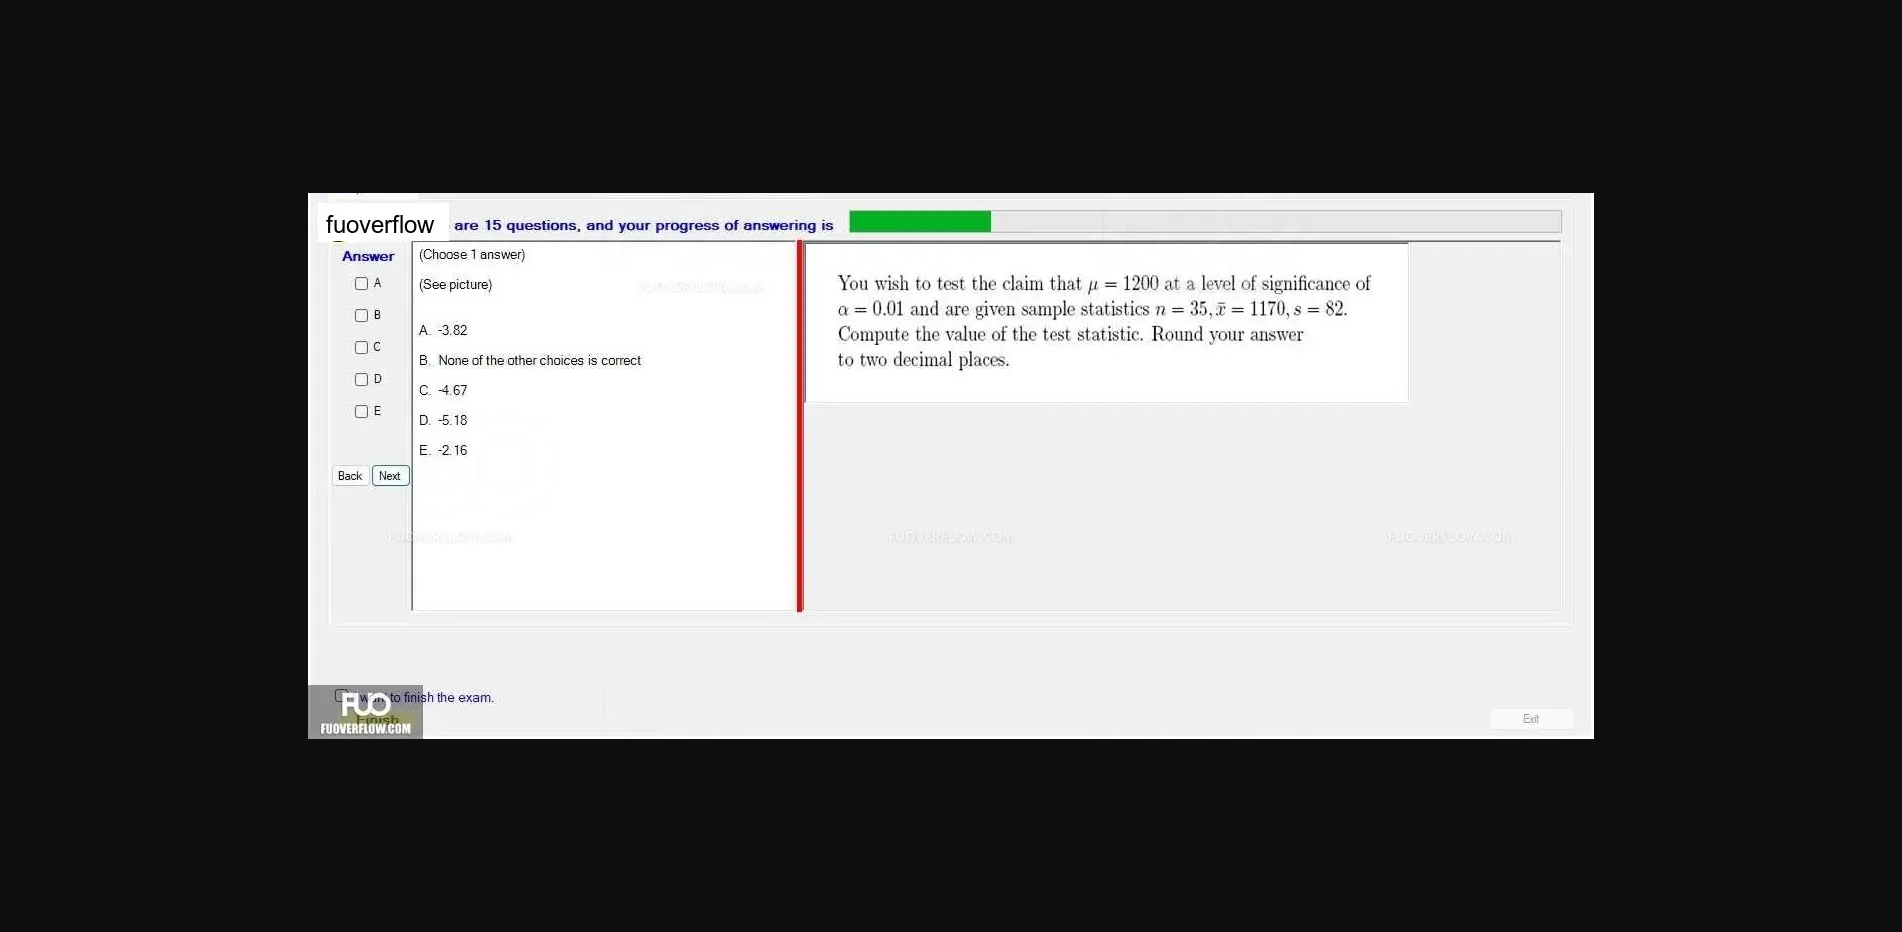 fuoverflow are 15 questions, and your progress of answering is
Answer
A
B
C
D
E
Back Next
(Choose 1 answer)
(See picture)
A. -3.82
B. None of the other choices is correct
C. -4.67
D. -5.18
E. -2.16
You wish to test the claim that μ = 1200 at a level of significance of
α = 0.01 and are given sample statistics n = 35, x̄ = 1170, s = 82.
Compute the value of the test statistic. Round your answer
to two decimal places.
FUOVERFLOW.COM
FUOVERFLOW.COM
FUOVERFLOW.COM
FUOVERFLOW.COM
want to finish the exam.
FUO
Finish
FUOVERFLOW.COM
Exit